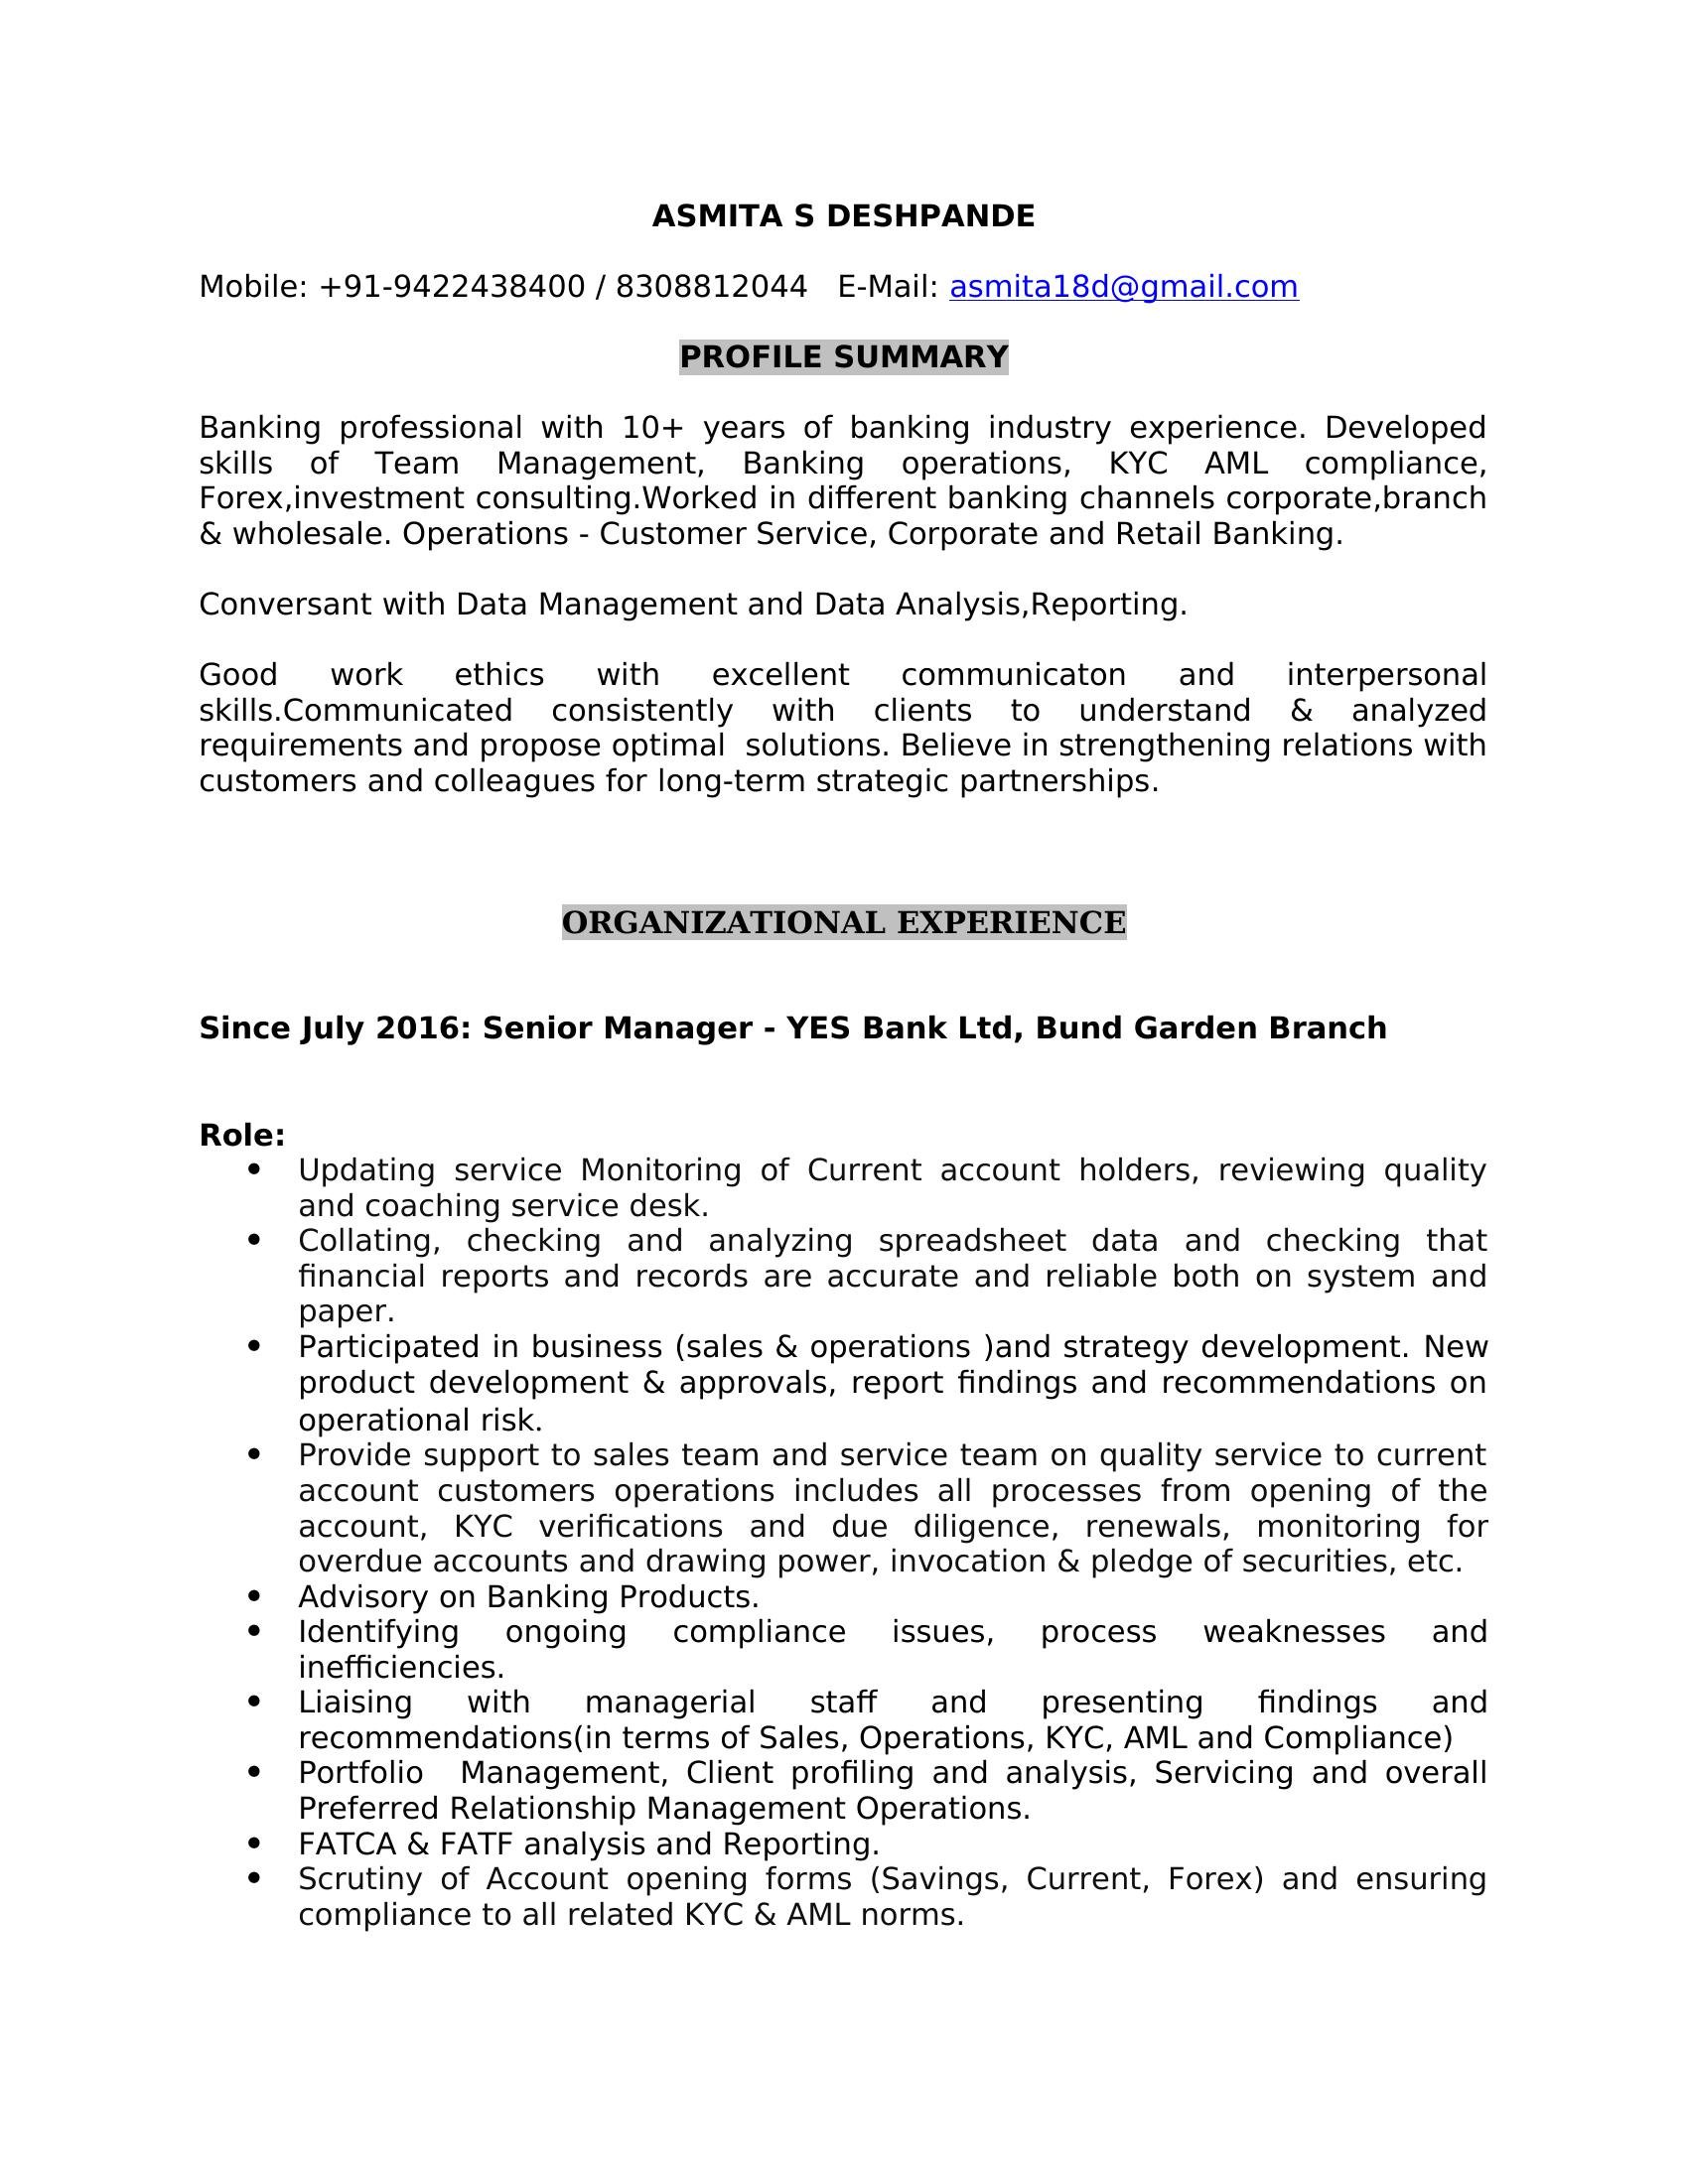 ASMITA S DESHPANDE
Mobile: +91-9422438400 / 8308812044   E-Mail: asmita18d@gmail.com
PROFILE SUMMARY
Banking professional with 10+ years of banking industry experience. Developed
skills of Team Management, Banking operations, KYC AML compliance,
Forex,investment consulting.Worked in different banking channels corporate,branch
& wholesale. Operations - Customer Service, Corporate and Retail Banking.
Conversant with Data Management and Data Analysis,Reporting.
Good work ethics with excellent communicaton and interpersonal
skills.Communicated consistently with clients to understand & analyzed
requirements and propose optimal  solutions. Believe in strengthening relations with
customers and colleagues for long-term strategic partnerships.
ORGANIZATIONAL EXPERIENCE
Since July 2016: Senior Manager - YES Bank Ltd, Bund Garden Branch
Role:
• Updating service Monitoring of Current account holders, reviewing quality
and coaching service desk.
• Collating, checking and analyzing spreadsheet data and checking that
financial reports and records are accurate and reliable both on system and
paper.
• Participated in business (sales & operations )and strategy development. New
product development & approvals, report findings and recommendations on
operational risk.
• Provide support to sales team and service team on quality service to current
account customers operations includes all processes from opening of the
account, KYC verifications and due diligence, renewals, monitoring for
overdue accounts and drawing power, invocation & pledge of securities, etc.
• Advisory on Banking Products.
• Identifying ongoing compliance issues, process weaknesses and
inefficiencies.
• Liaising with managerial staff and presenting findings and
recommendations(in terms of Sales, Operations, KYC, AML and Compliance)
• Portfolio  Management, Client profiling and analysis, Servicing and overall
Preferred Relationship Management Operations.
• FATCA & FATF analysis and Reporting.
• Scrutiny of Account opening forms (Savings, Current, Forex) and ensuring
compliance to all related KYC & AML norms.